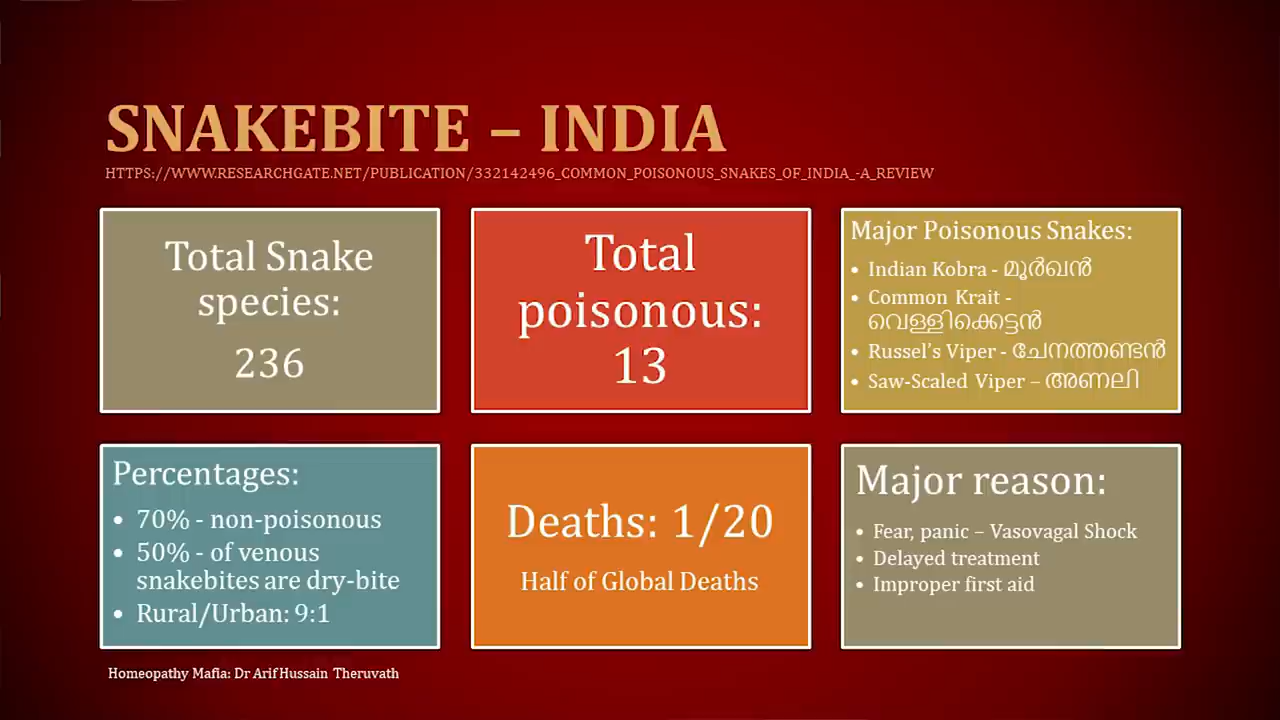 SNAKEBITE – INDIA
HTTPS://WWW.RESEARCHGATE.NET/PUBLICATION/332142496_COMMON_POISONOUS_SNAKES_OF_INDIA_-A_REVIEW
Total Snake
species:
236
Total
poisonous:
13
Major Poisonous Snakes:
• Indian Kobra - മൂർഖൻ
• Common Krait -
വെള്ളിക്കെട്ടൻ
• Russel's Viper - ചേനത്തണ്ടൻ
• Saw-Scaled Viper – അണലി
Percentages:
• 70% - non-poisonous
• 50% - of venous
snakebites are dry-bite
• Rural/Urban: 9:1
Deaths: 1/20
Half of Global Deaths
Major reason:
• Fear, panic – Vasovagal Shock
• Delayed treatment
• Improper first aid
Homeopathy Mafia: Dr Arif Hussain Theruvath